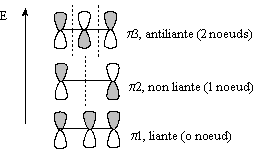 E
π3, antiliante (2 noeuds)
π2, non liante (1 noeud)
π1, liante (o noeud)